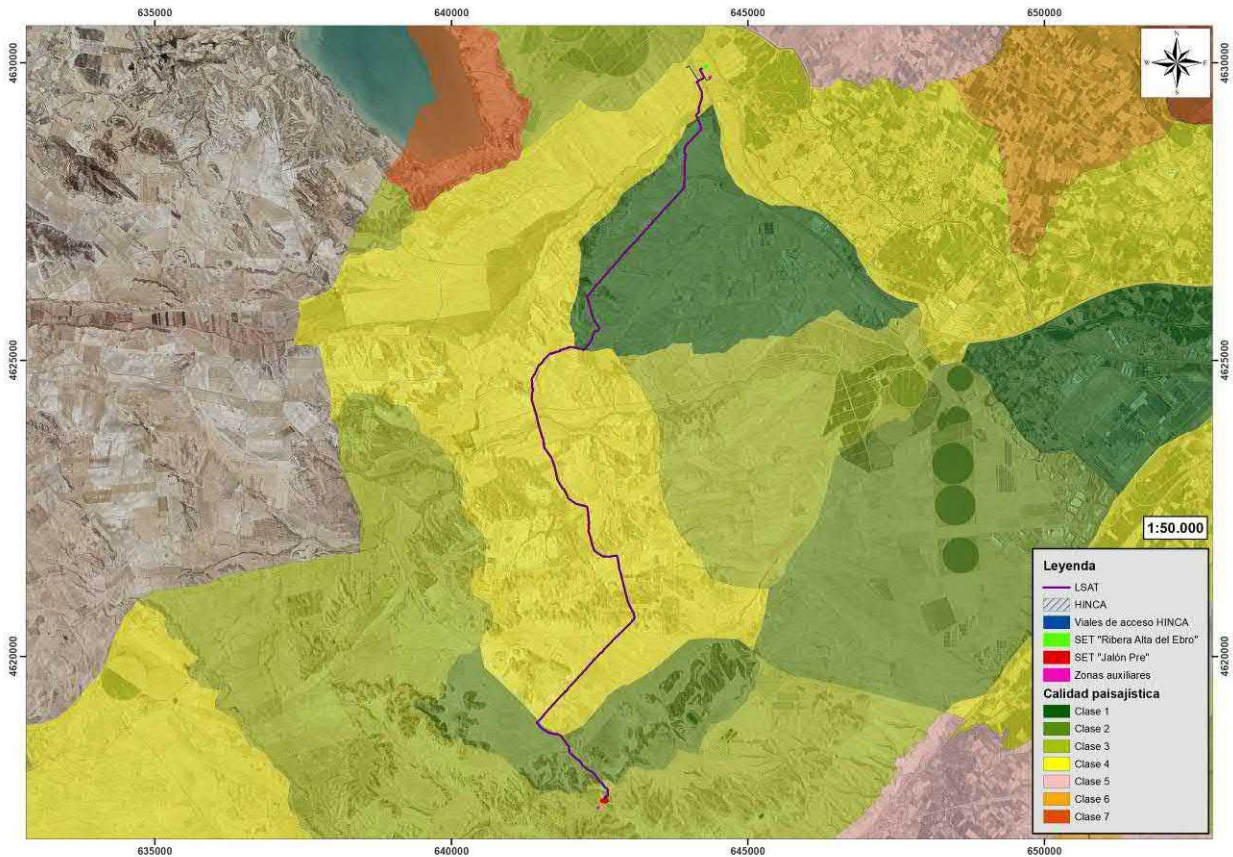 635000
640000
645000
650000
4630000
4630000
N
W
E
S
4625000
4625000
1:50.000
Leyenda
LSAT
HINCA
Viales de acceso HINCA
SET "Ribera Alta del Ebro"
SET "Jalón Pre"
Zonas auxiliares
Calidad paisajística
Clase 1
Clase 2
Clase 3
Clase 4
Clase 5
Clase 6
Clase 7
4620000
4620000
635000
640000
645000
650000